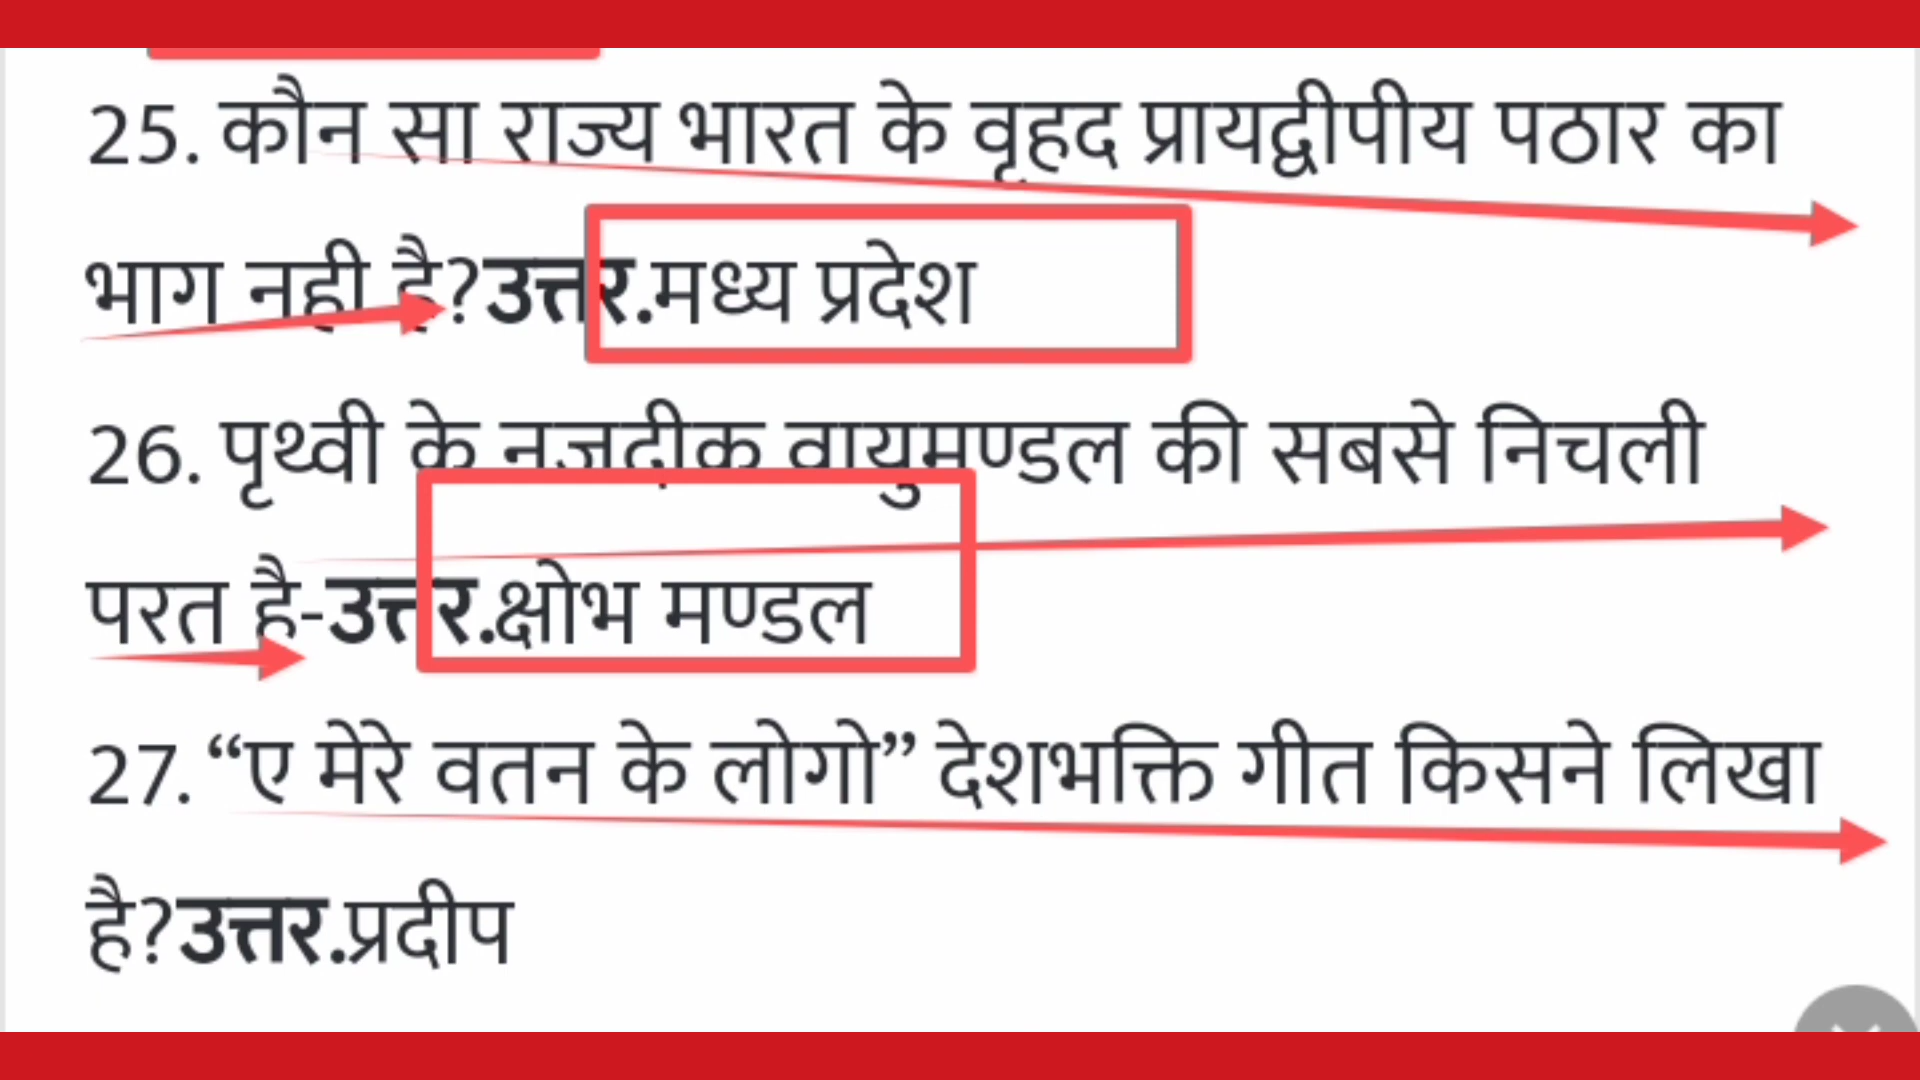 25. कौन सा राज्य भारत के वृहद प्रायद्वीपीय पठार का
भाग नही है?उत्तर.मध्य प्रदेश
26. पृथ्वी के नजदीक वायुमण्डल की सबसे निचली
परत है-उत्तर.क्षोभ मण्डल
27. “ए मेरे वतन के लोगो” देशभक्ति गीत किसने लिखा
है?उत्तर.प्रदीप